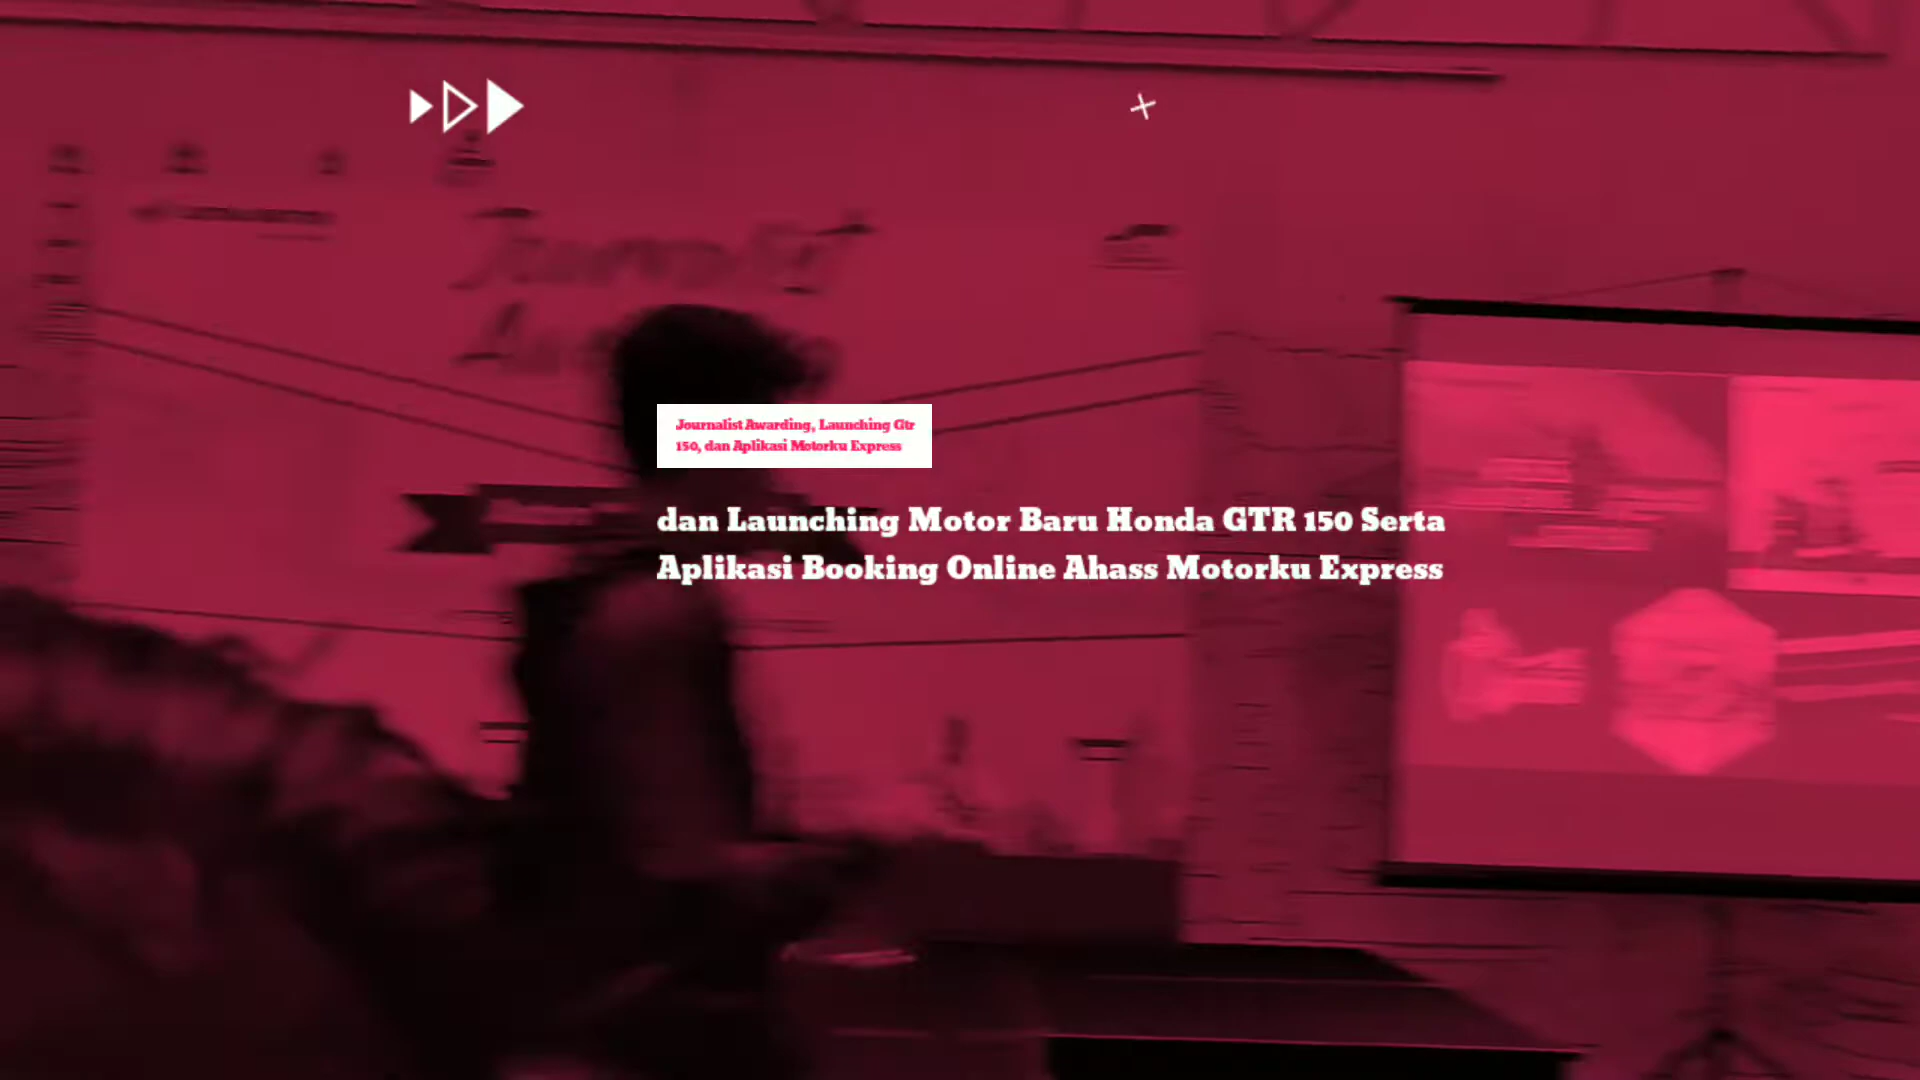 Journalist
Journalist Awarding, Launching Gtr
150, dan Aplikasi Motorku Express
dan Launching Motor Baru Honda GTR 150 Serta
Aplikasi Booking Online Ahass Motorku Express